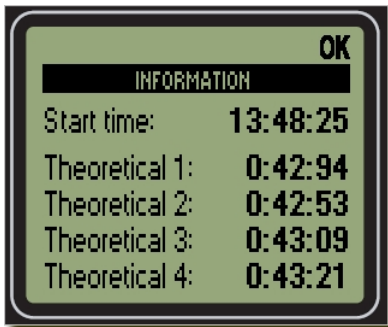 OK
INFORMATION
Start time: 13:48:25
Theoretical 1: 0:42:94
Theoretical 2: 0:42:53
Theoretical 3: 0:43:09
Theoretical 4: 0:43:21